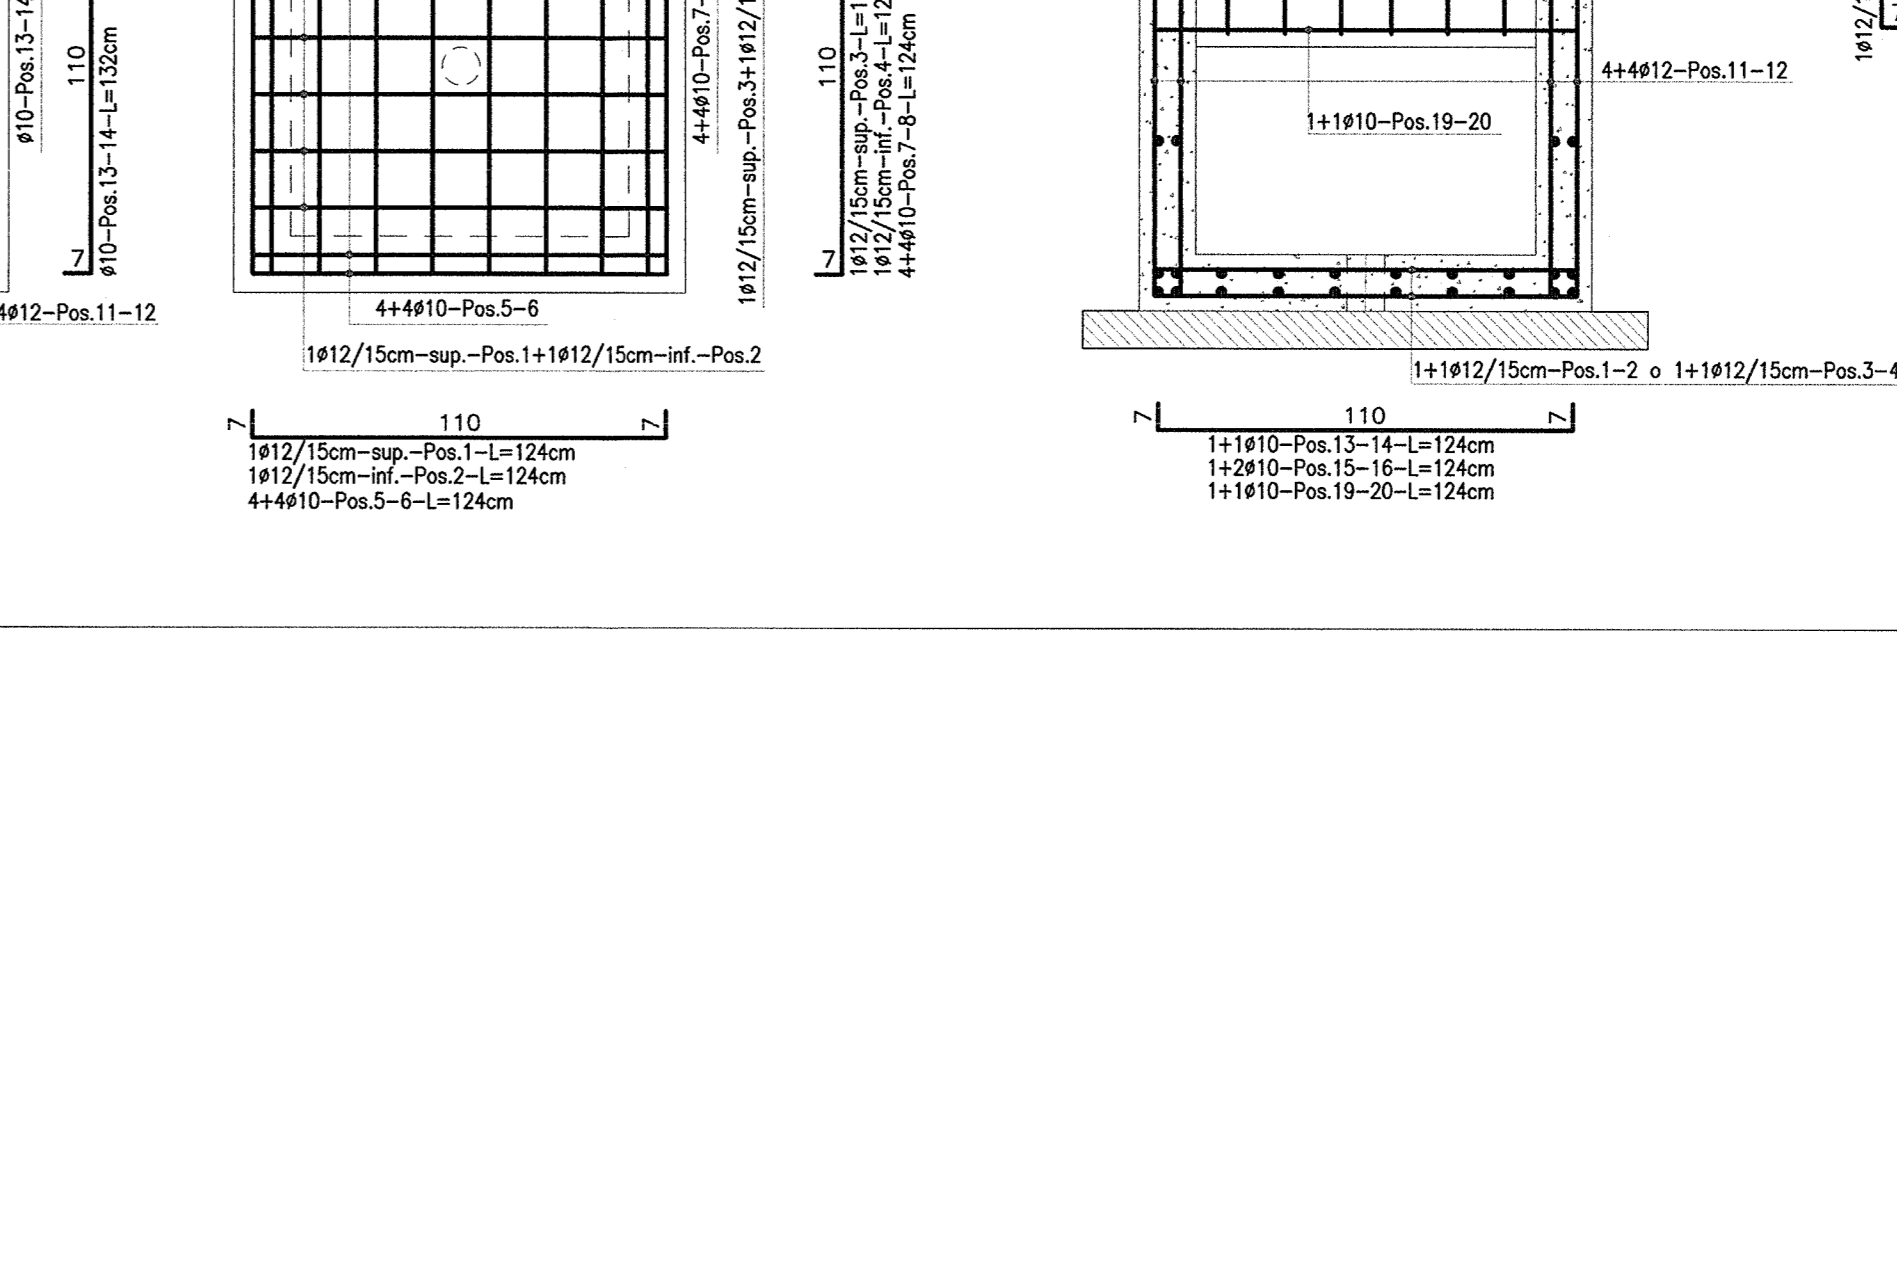 ø10-Pos.13-14
110
7
ø10-Pos.13-14-L=132cm
4ø12-Pos.11-12
4+4ø10-Pos.7-
1ø12/15cm-sup.-Pos.3+1ø12/1
4+4ø10-Pos.5-6
1ø12/15cm-sup.-Pos.1+1ø12/15cm-inf.-Pos.2
7 110 7
1ø12/15cm-sup.-Pos.1-L=124cm
1ø12/15cm-inf.-Pos.2-L=124cm
4+4ø10-Pos.5-6-L=124cm
110
7
1ø12/15cm-sup.-Pos.3-L=1
1ø12/15cm-inf.-Pos.4-L=12
4+4ø10-Pos.7-8-L=124cm
4+4ø12-Pos.11-12
1+1ø10-Pos.19-20
1+1ø12/15cm-Pos.1-2 o 1+1ø12/15cm-Pos.3-4
7 110 7
1+1ø10-Pos.13-14-L=124cm
1+2ø10-Pos.15-16-L=124cm
1+1ø10-Pos.19-20-L=124cm
1ø12/1